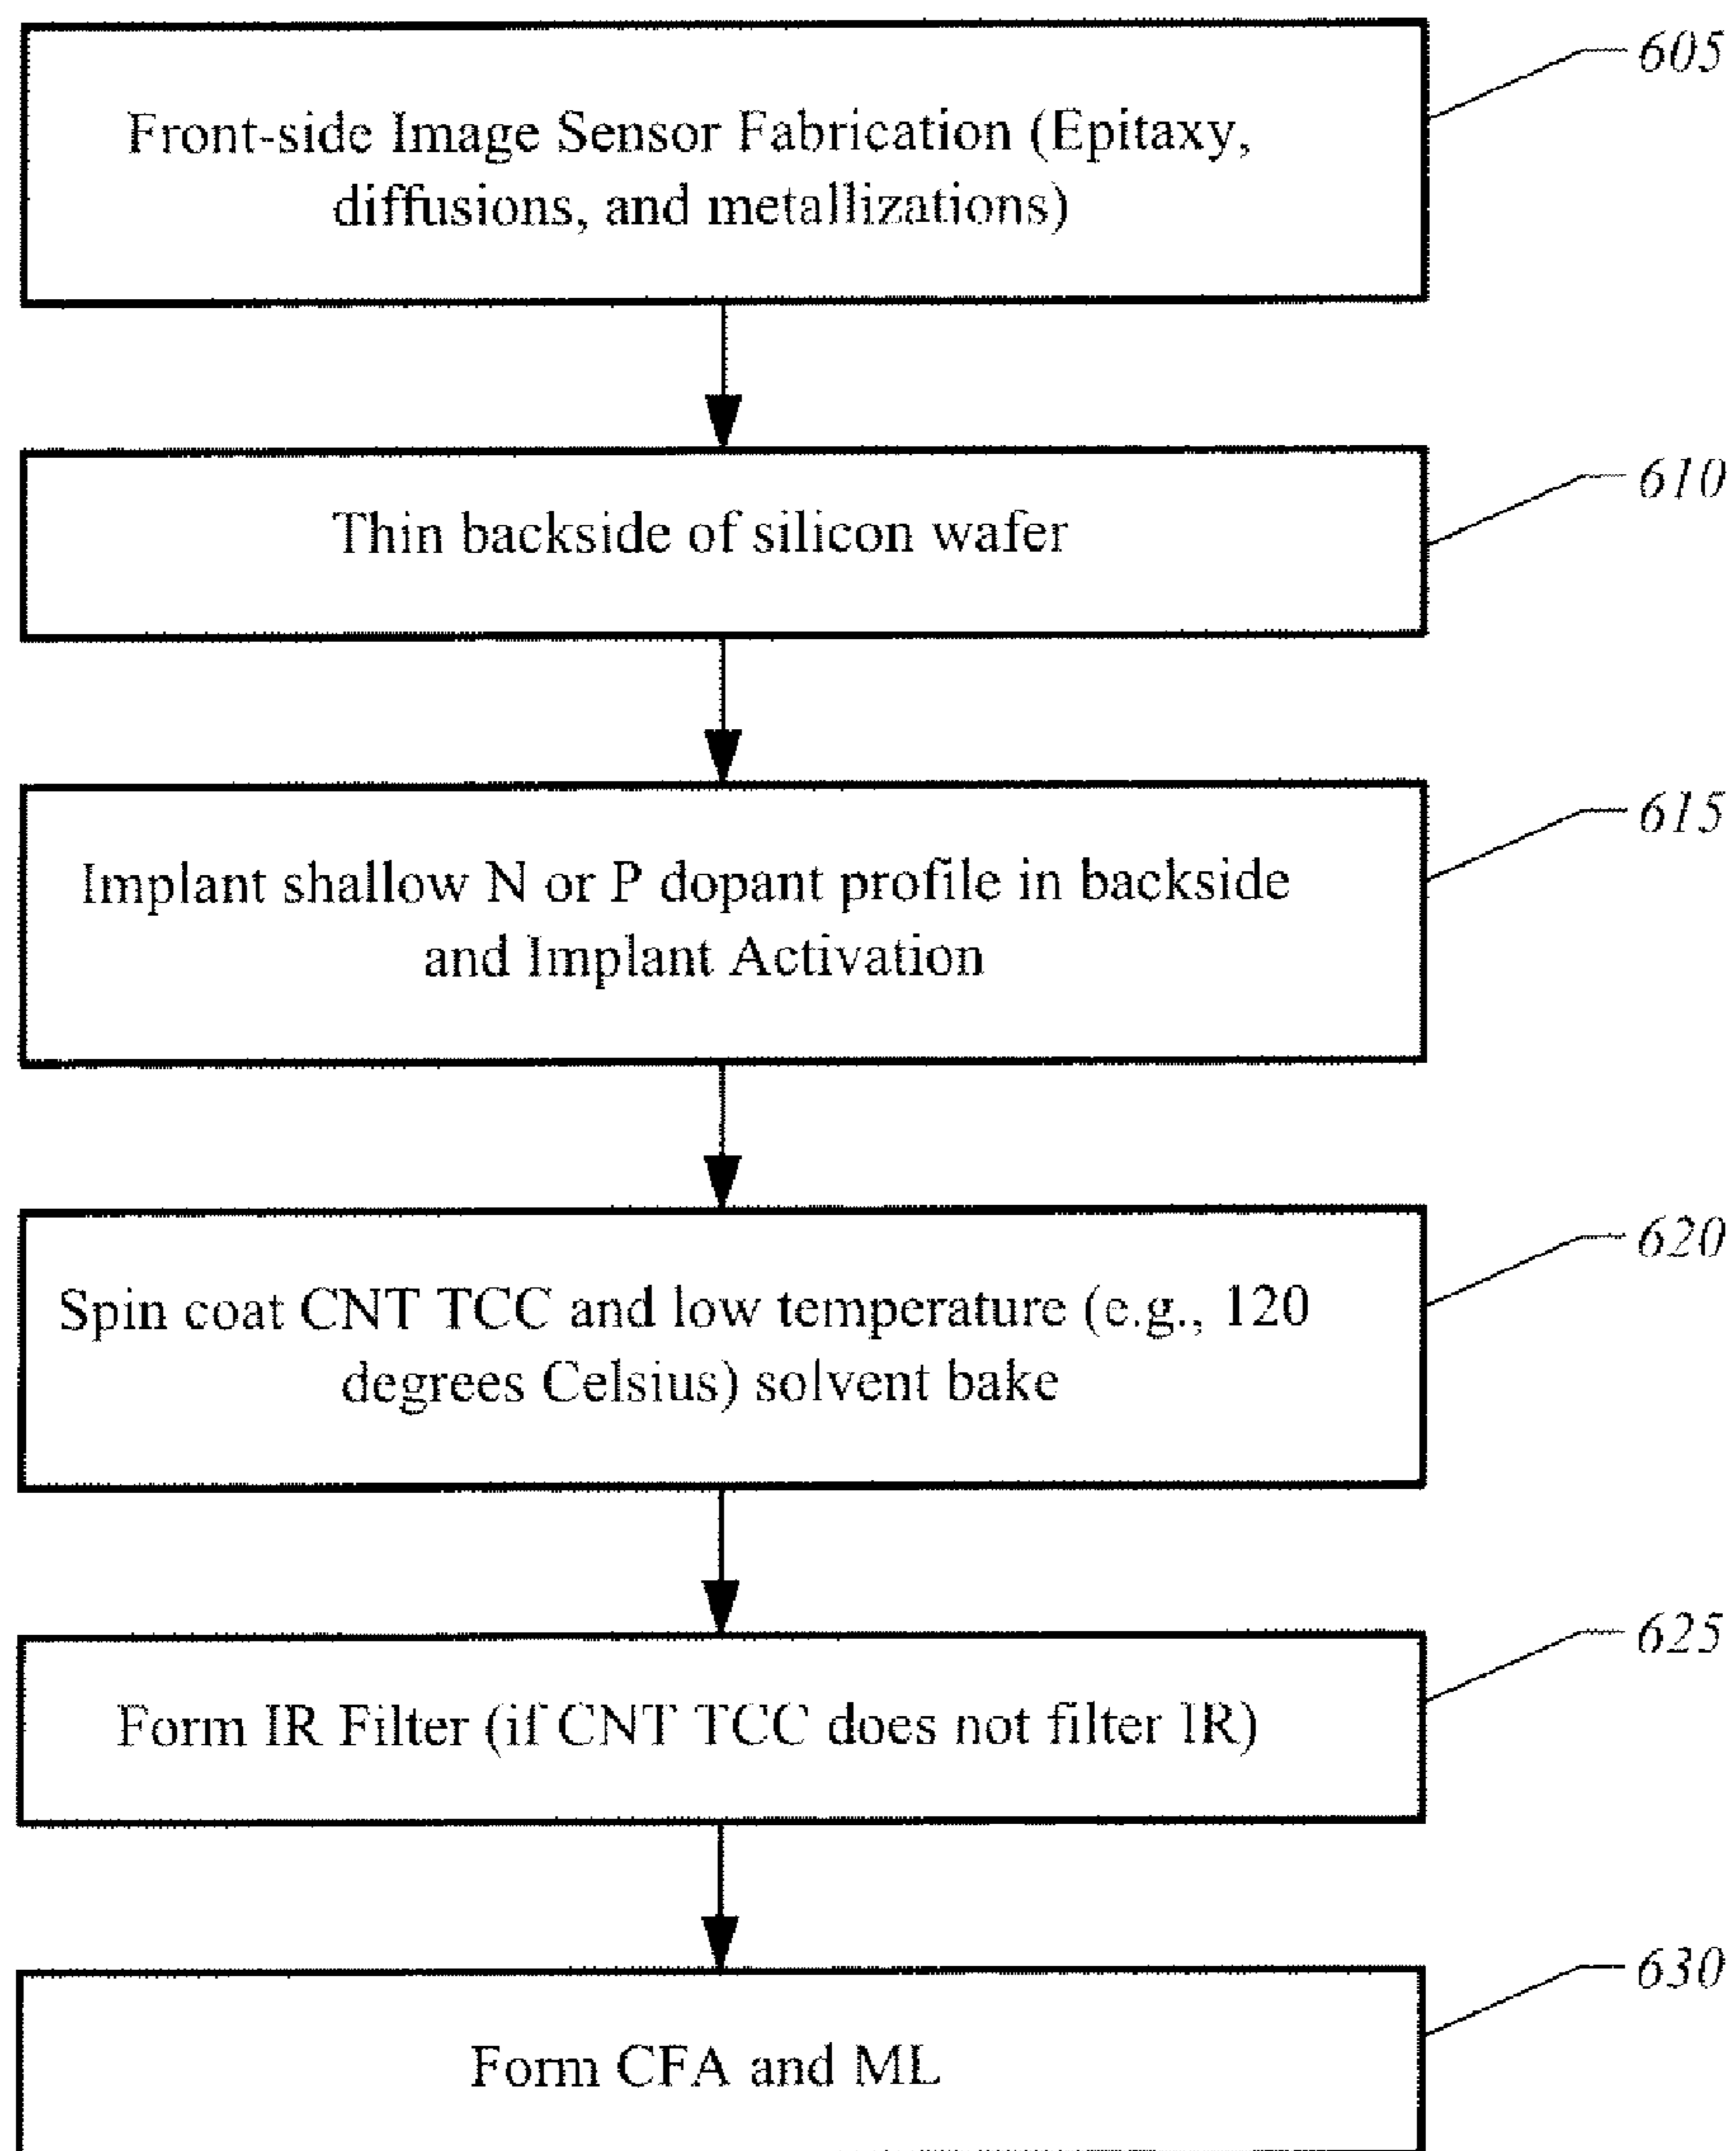 605
Front-side Image Sensor Fabrication (Epitaxy,
diffusions, and metallizations)
610
Thin backside of silicon wafer
615
Implant shallow N or P dopant profile in backside
and Implant Activation
620
Spin coat CNT TCC and low temperature (e.g., 120
degrees Celsius) solvent bake
625
Form IR Filter (if CNT TCC does not filter IR)
630
Form CFA and ML